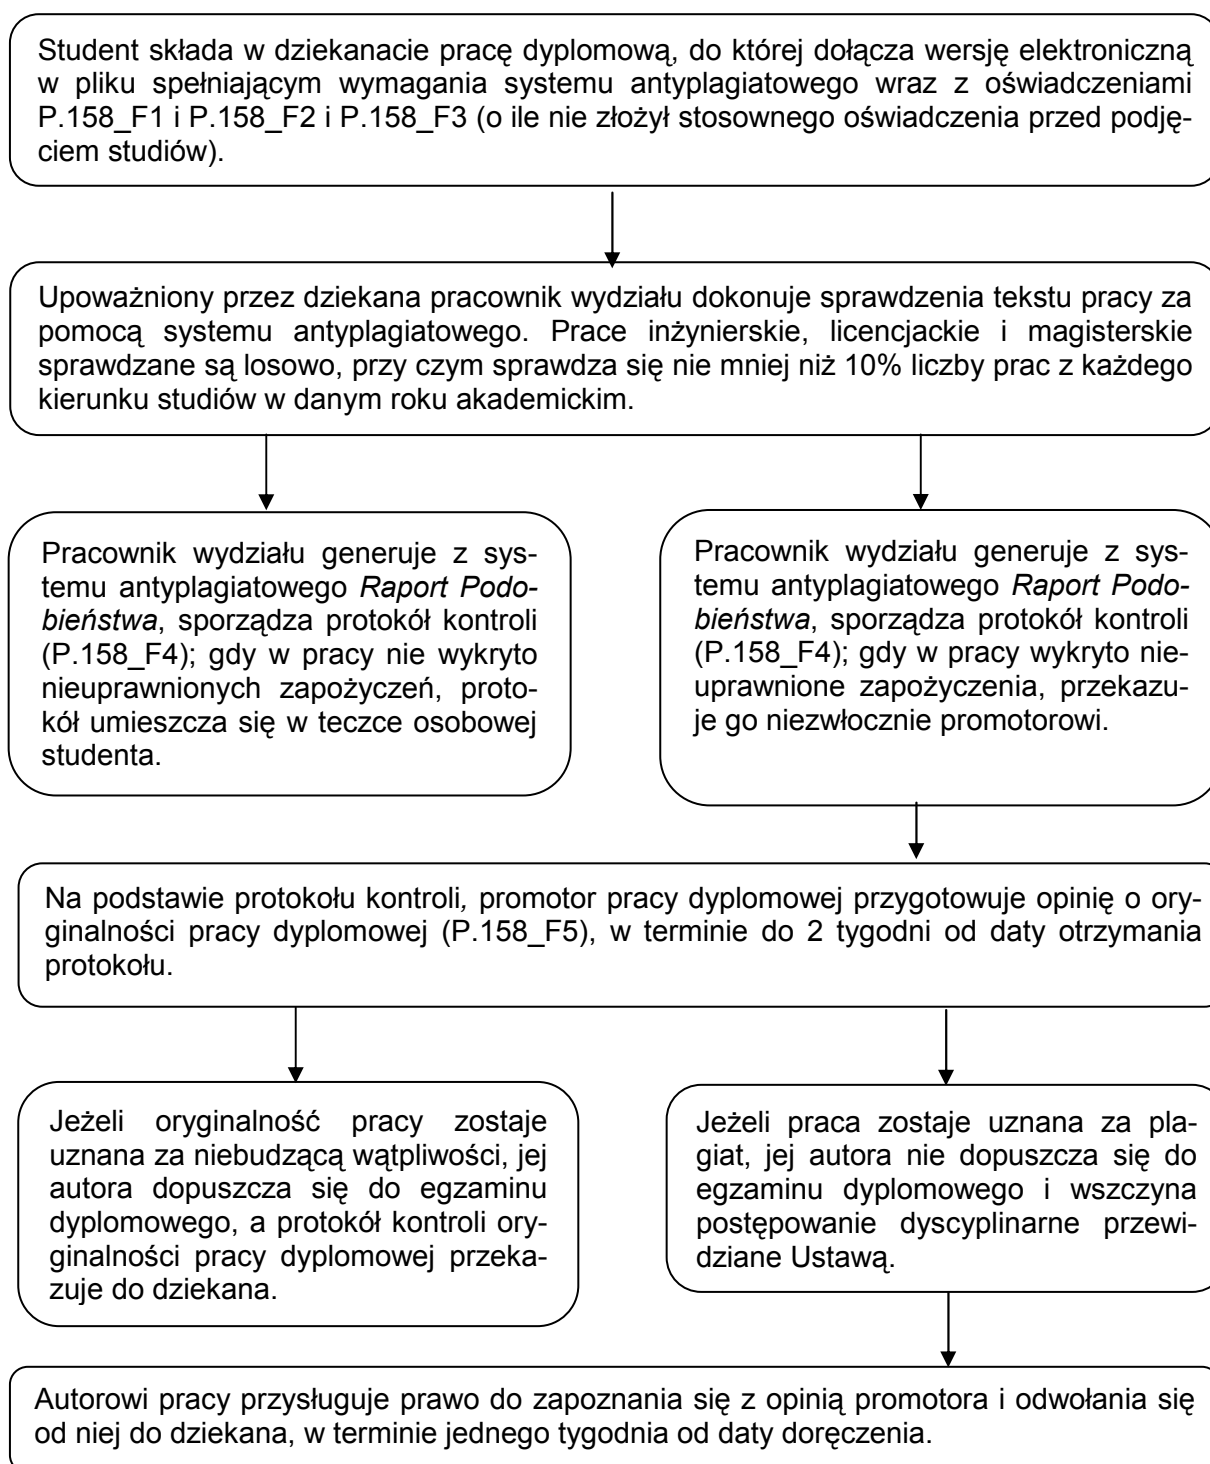 Student składa w dziekanacie pracę dyplomową, do której dołącza wersję elektroniczną
w pliku spełniającym wymagania systemu antyplagiatowego wraz z oświadczeniami
P.158_F1 i P.158_F2 i P.158_F3 (o ile nie złożył stosownego oświadczenia przed podję-
ciem studiów).
Upoważniony przez dziekana pracownik wydziału dokonuje sprawdzenia tekstu pracy za
pomocą systemu antyplagiatowego. Prace inżynierskie, licencjackie i magisterskie
sprawdzane są losowo, przy czym sprawdza się nie mniej niż 10% liczby prac z każdego
kierunku studiów w danym roku akademickim.
Pracownik wydziału generuje z sys-
temu antyplagiatowego Raport Podo-
bieństwa, sporządza protokół kontroli
(P.158_F4); gdy w pracy nie wykryto
nieuprawnionych zapożyczeń, proto-
kół umieszcza się w teczce osobowej
studenta.
Pracownik wydziału generuje z sys-
temu antyplagiatowego Raport Podo-
bieństwa, sporządza protokół kontroli
(P.158_F4); gdy w pracy wykryto nie-
uprawnione zapożyczenia, przekazu-
je go niezwłocznie promotorowi.
Na podstawie protokołu kontroli, promotor pracy dyplomowej przygotowuje opinię o ory-
ginalności pracy dyplomowej (P.158_F5), w terminie do 2 tygodni od daty otrzymania
protokołu.
Jeżeli oryginalność pracy zostaje
uznana za niebudzącą wątpliwości, jej
autora dopuszcza się do egzaminu
dyplomowego, a protokół kontroli ory-
ginalności pracy dyplomowej przeka-
zuje do dziekana.
Jeżeli praca zostaje uznana za pla-
giat, jej autora nie dopuszcza się do
egzaminu dyplomowego i wszczyna
postępowanie dyscyplinarne przewi-
dziane Ustawą.
Autorowi pracy przysługuje prawo do zapoznania się z opinią promotora i odwołania się
od niej do dziekana, w terminie jednego tygodnia od daty doręczenia.